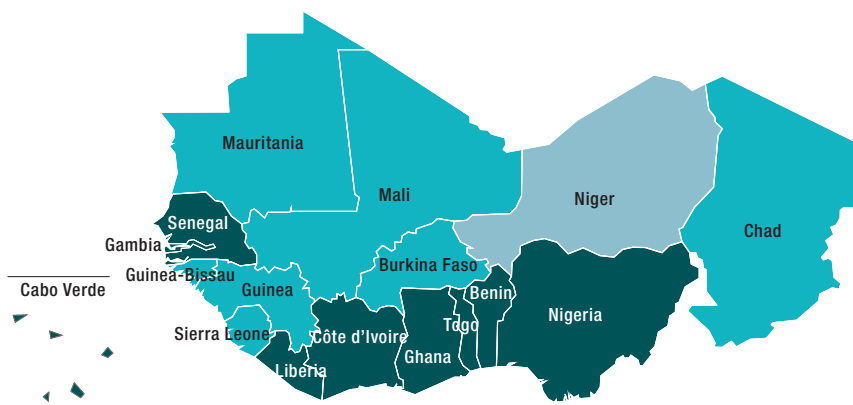 Mauritania
Mali
Niger
Senegal
Chad
Gambia
Burkina Faso
Guinea-Bissau
Guinea
Cabo Verde
Benin
Nigeria
Sierra Leone
Côte d'Ivoire
Togo
Ghana
Liberia